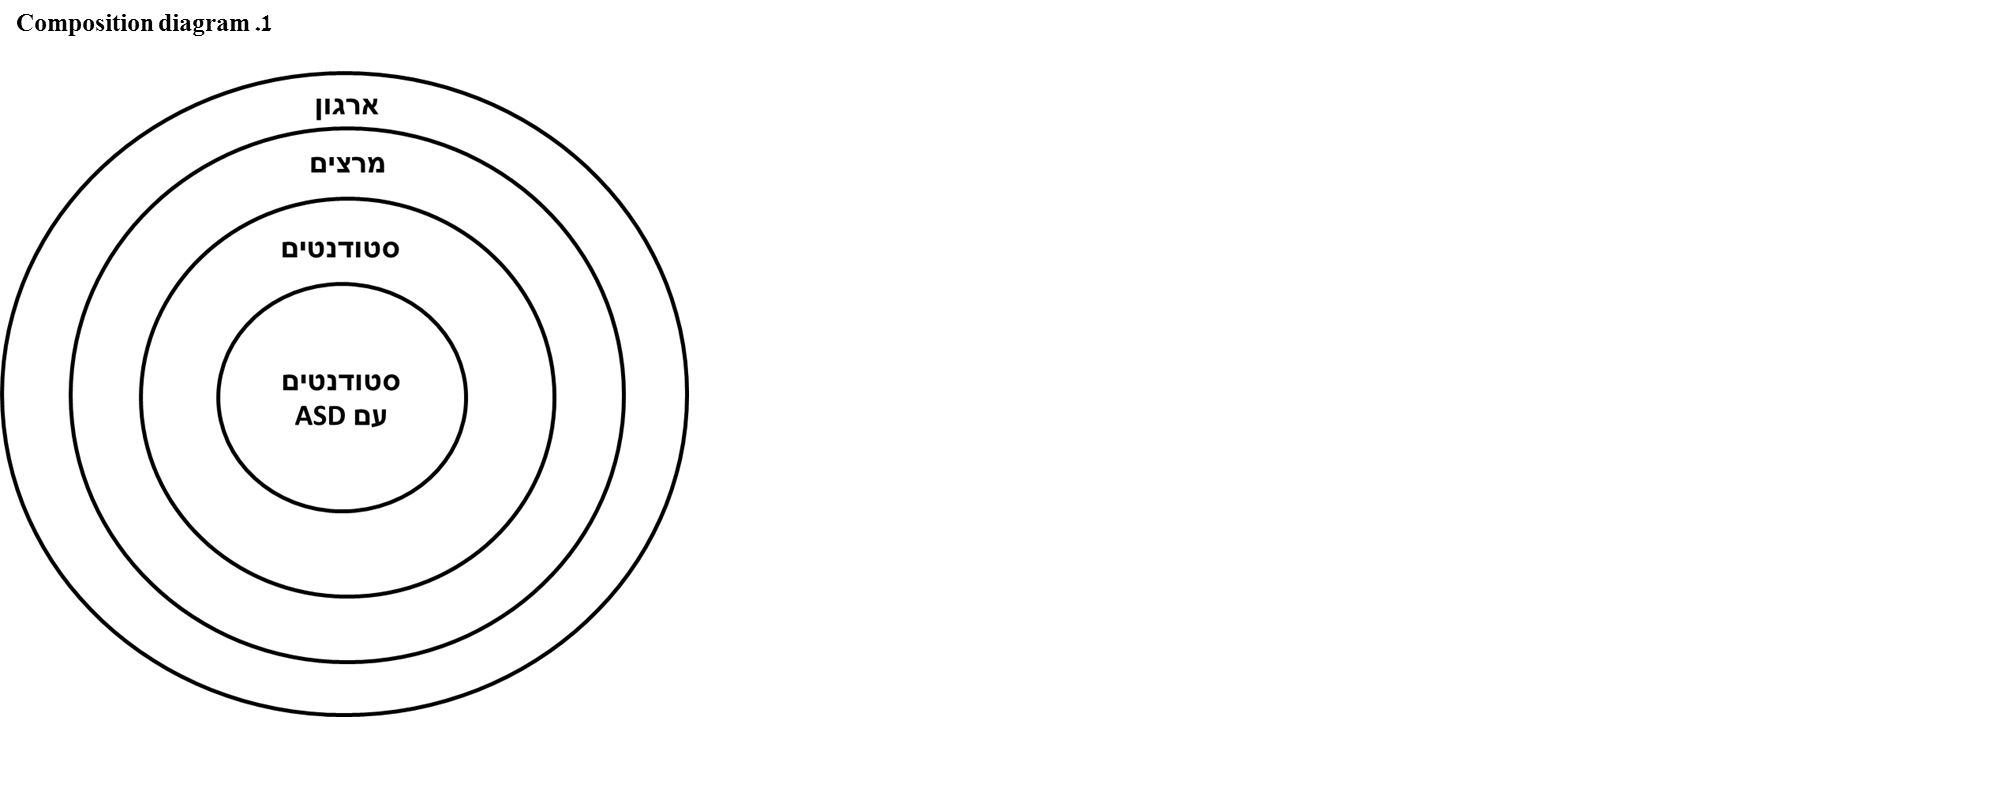 Composition diagram .1
ארגון
מרצים
סטודנטים
סטודנטים
עם ASD